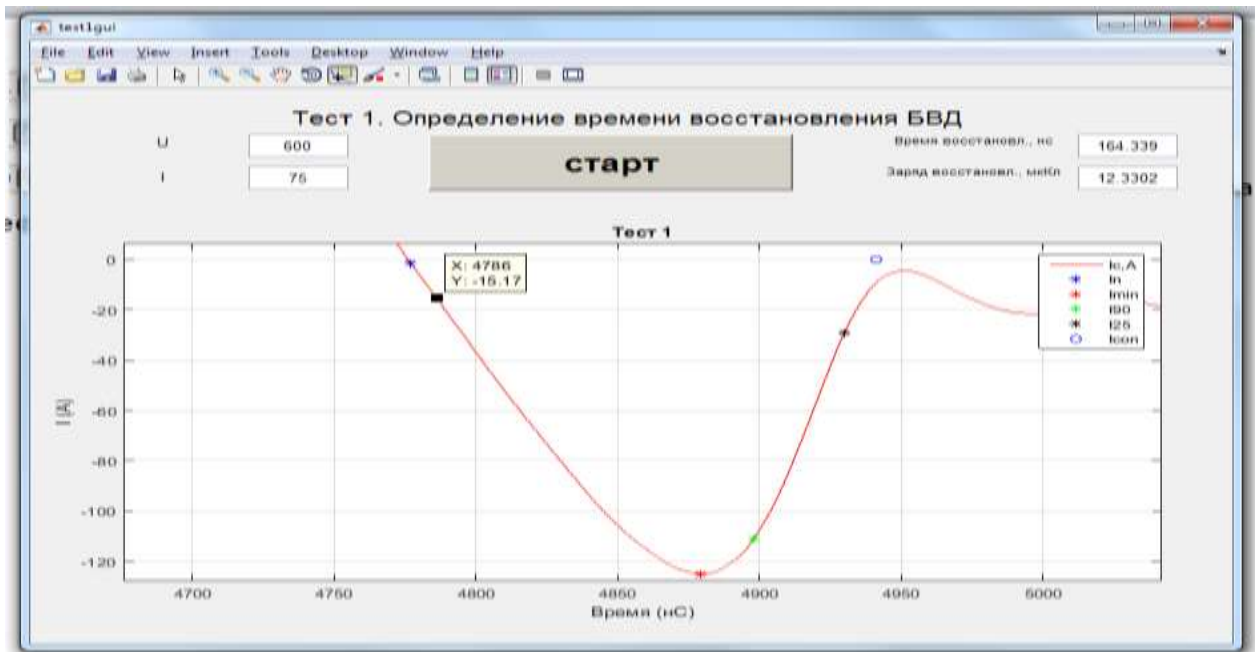 test1gui
File Edit View Insert Tools Desktop Window Help
Тест 1. Определение времени восстановления БВД
U 600
I 75
старт
Время восстановл., нс 164.339
Заряд восстановл., мкКл 12.3302
Тест 1
X: 4786
Y: -15.17
Ic,A
In
Imin
I90
I25
Icon
0
-20
-40
-60
-80
-100
-120
I [A]
4700 4750 4800 4850 4900 4950 5000
Время (нС)